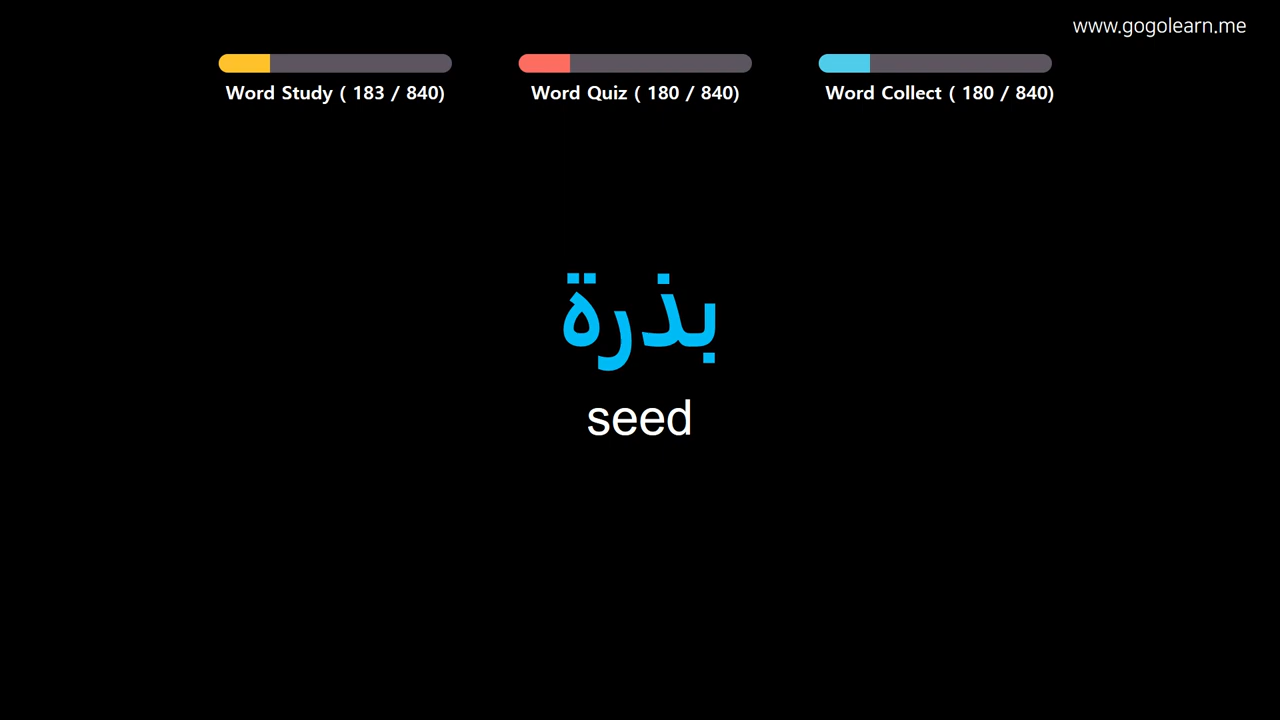 www.gogolearn.me
Word Study ( 183 / 840)
Word Quiz ( 180 / 840)
Word Collect ( 180 / 840)
بذرة
seed